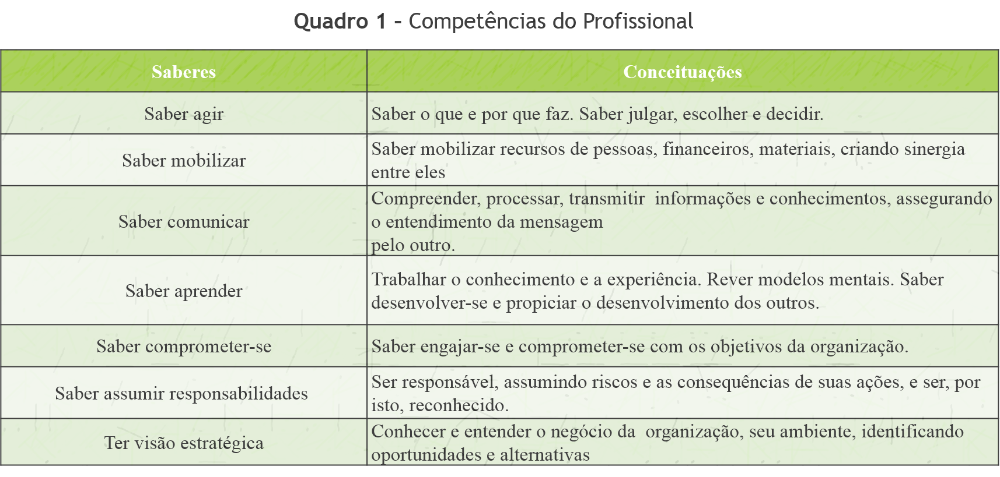 Quadro 1 – Competências do Profissional
Saberes
Conceituações
Saber agir
Saber o que e por que faz. Saber julgar, escolher e decidir.
Saber mobilizar
Saber mobilizar recursos de pessoas, financeiros, materiais, criando sinergia
entre eles
Saber comunicar
Compreender, processar, transmitir  informações e conhecimentos, assegurando
o entendimento da mensagem
pelo outro.
Saber aprender
Trabalhar o conhecimento e a experiência. Rever modelos mentais. Saber
desenvolver-se e propiciar o desenvolvimento dos outros.
Saber comprometer-se
Saber engajar-se e comprometer-se com os objetivos da organização.
Saber assumir responsabilidades
Ser responsável, assumindo riscos e as consequências de suas ações, e ser, por
isto, reconhecido.
Ter visão estratégica
Conhecer e entender o negócio da  organização, seu ambiente, identificando
oportunidades e alternativas